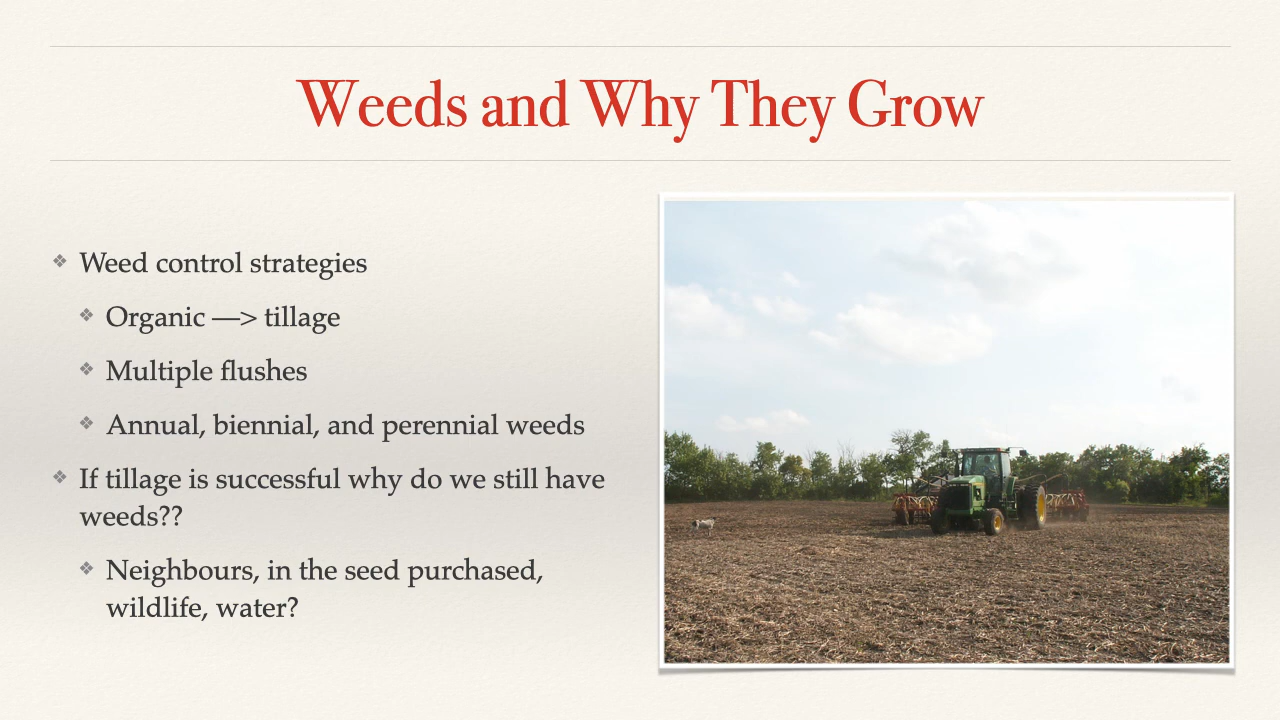 Weeds and Why They Grow
❖ Weed control strategies
❖ Organic —> tillage
❖ Multiple flushes
❖ Annual, biennial, and perennial weeds
❖ If tillage is successful why do we still have
weeds??
❖ Neighbours, in the seed purchased,
wildlife, water?